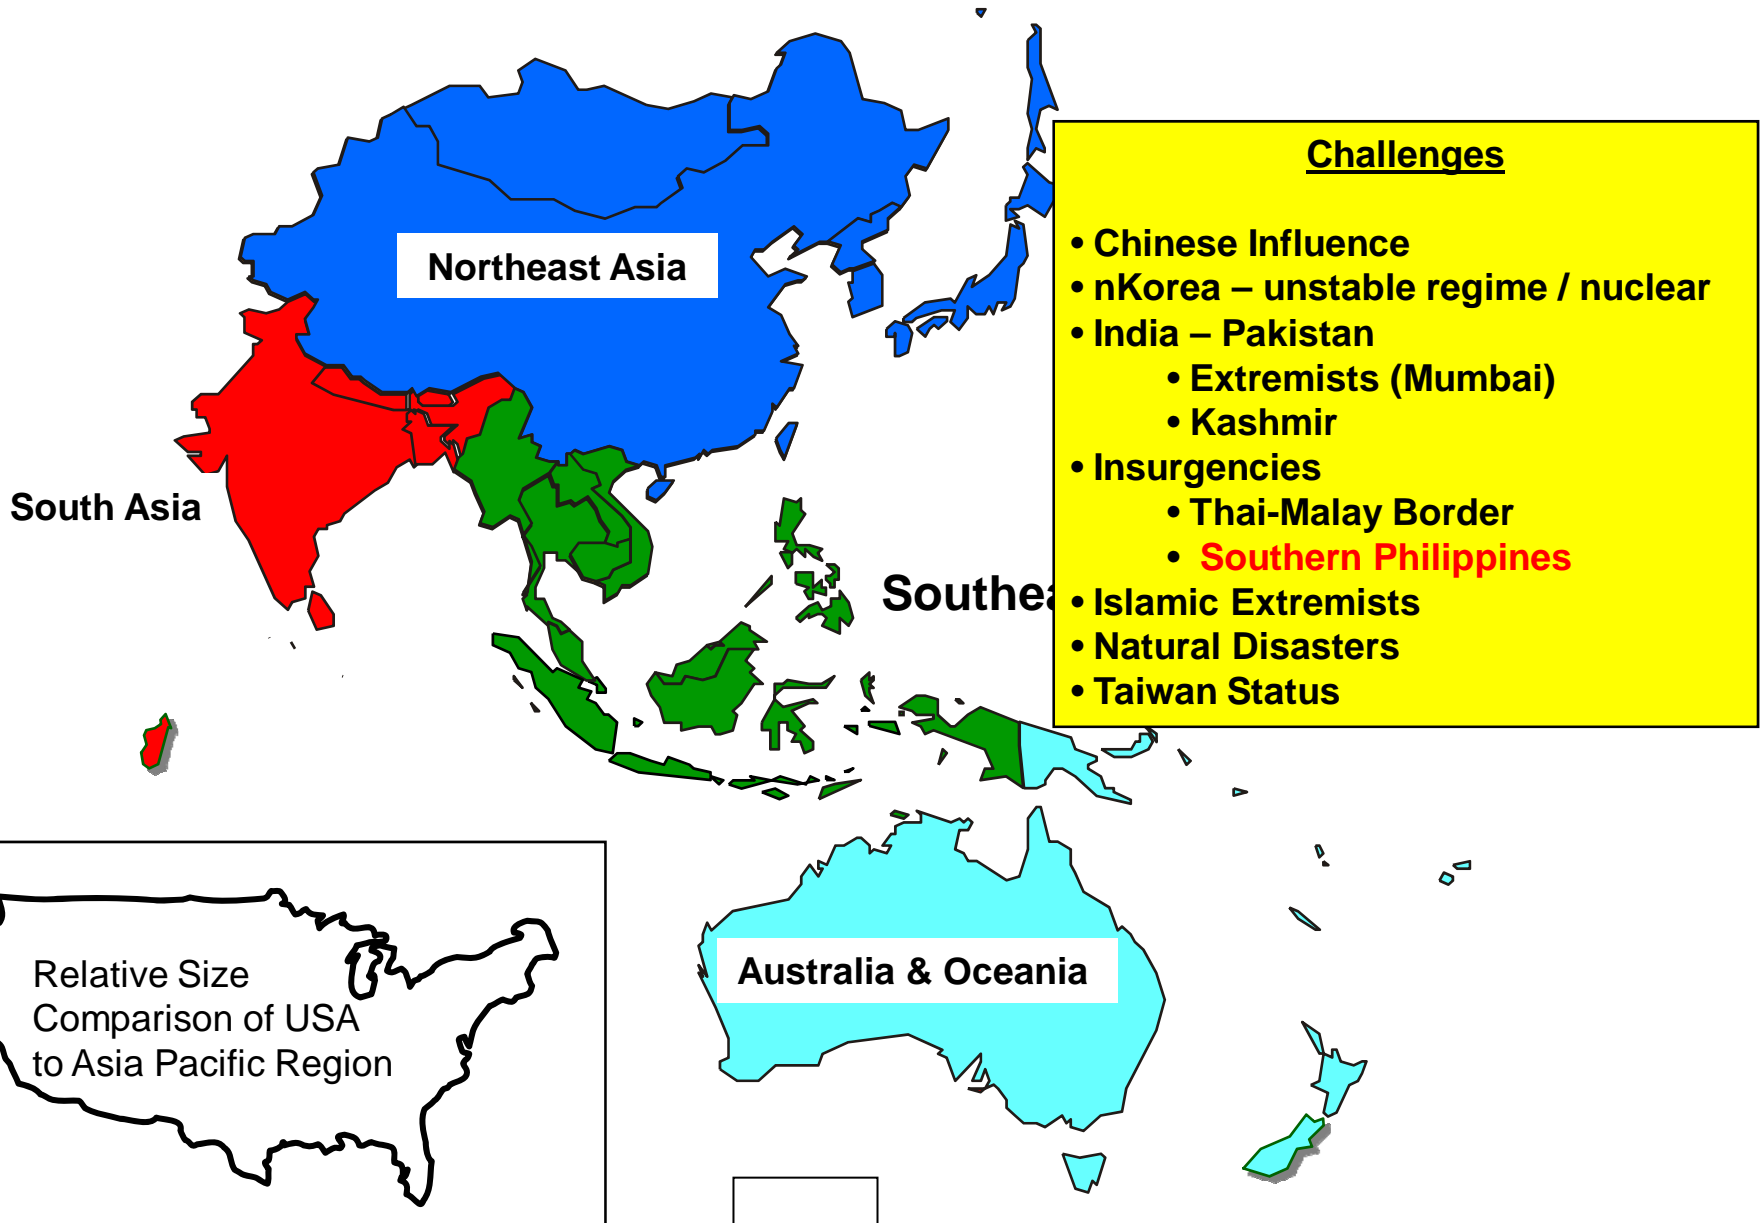 Challenges
• Chinese Influence
• nKorea – unstable regime / nuclear
• India – Pakistan
• Extremists (Mumbai)
• Kashmir
• Insurgencies
• Thai-Malay Border
• Southern Philippines
• Islamic Extremists
• Natural Disasters
• Taiwan Status
Northeast Asia
South Asia
Australia & Oceania
Relative Size
Comparison of USA
to Asia Pacific Region